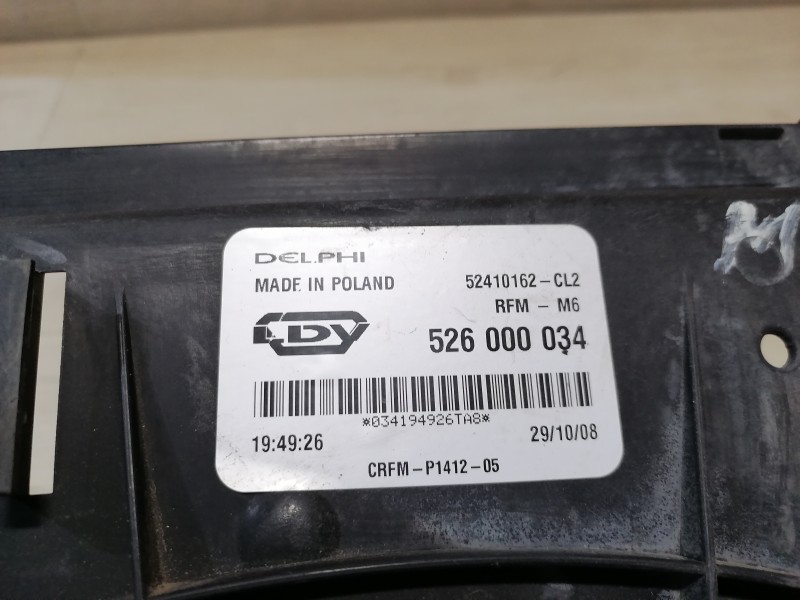 DELPHI
MADE IN POLAND 52410162-CL2
RFM - M6
526 000 034
*034194926TA8*
19:49:26 29/10/08
CRFM-P1412-05